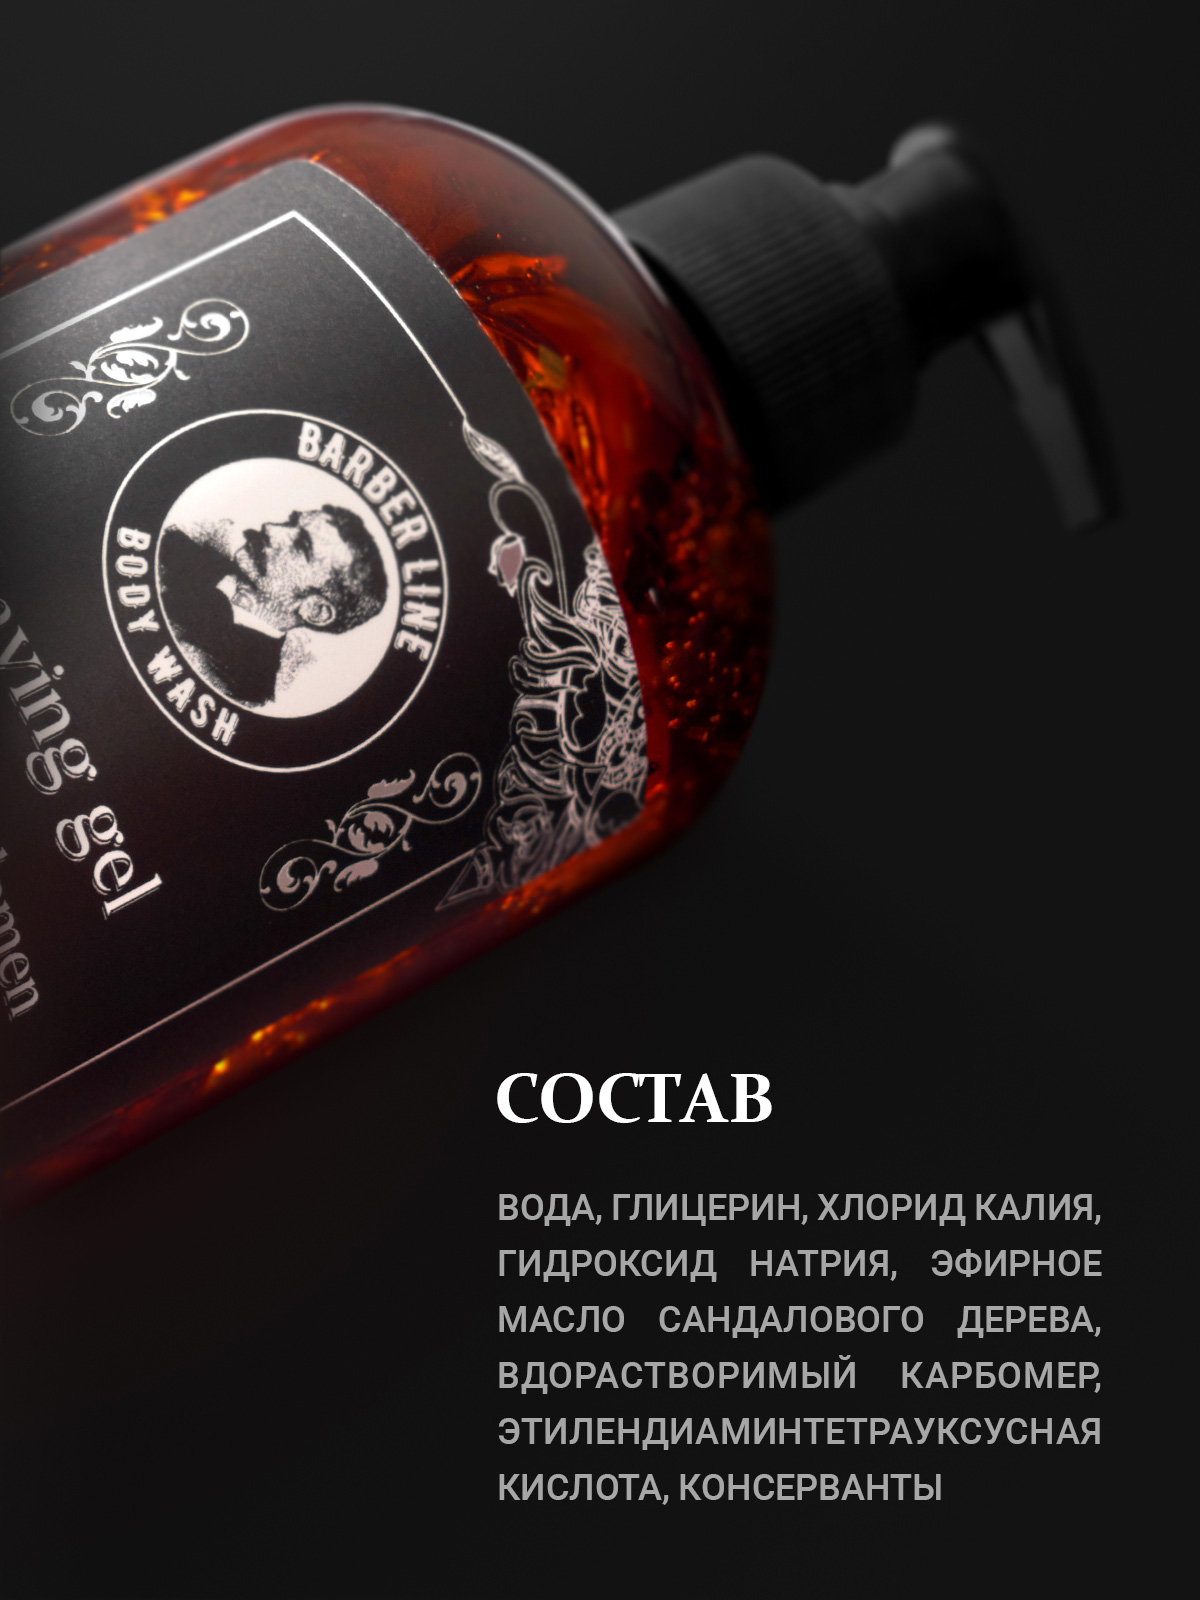 BARBER LINE
BODY WASH
aving gel
men
СОСТАВ
ВОДА, ГЛИЦЕРИН, ХЛОРИД КАЛИЯ,
ГИДРОКСИД НАТРИЯ, ЭФИРНОЕ
МАСЛО САНДАЛОВОГО ДЕРЕВА,
ВДОРАСТВОРИМЫЙ КАРБОМЕР,
ЭТИЛЕНДИАМИНТЕТРАУКСУСНАЯ
КИСЛОТА, КОНСЕРВАНТЫ